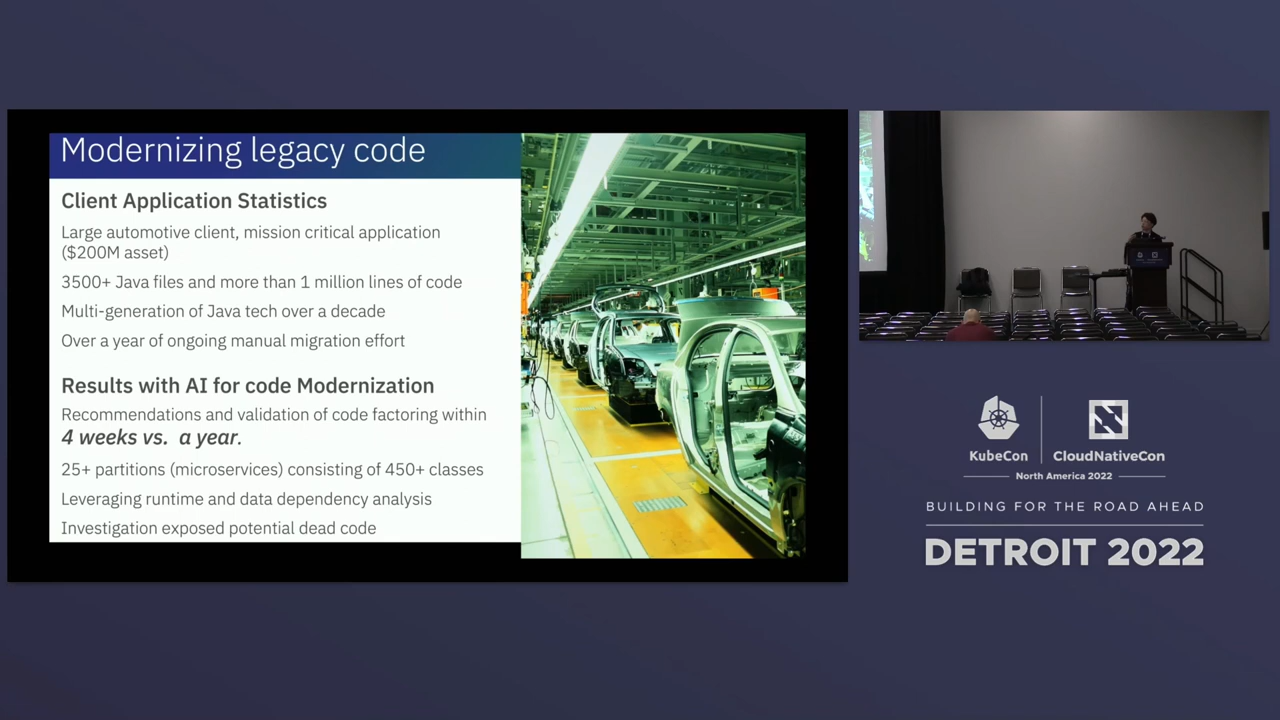 Modernizing legacy code
Client Application Statistics
Large automotive client, mission critical application
($200M asset)
3500+ Java files and more than 1 million lines of code
Multi-generation of Java tech over a decade
Over a year of ongoing manual migration effort
Results with AI for code Modernization
Recommendations and validation of code factoring within
4 weeks vs. a year.
25+ partitions (microservices) consisting of 450+ classes
Leveraging runtime and data dependency analysis
Investigation exposed potential dead code
KubeCon
CloudNativeCon
North America 2022
BUILDING FOR THE ROAD AHEAD
DETROIT 2022